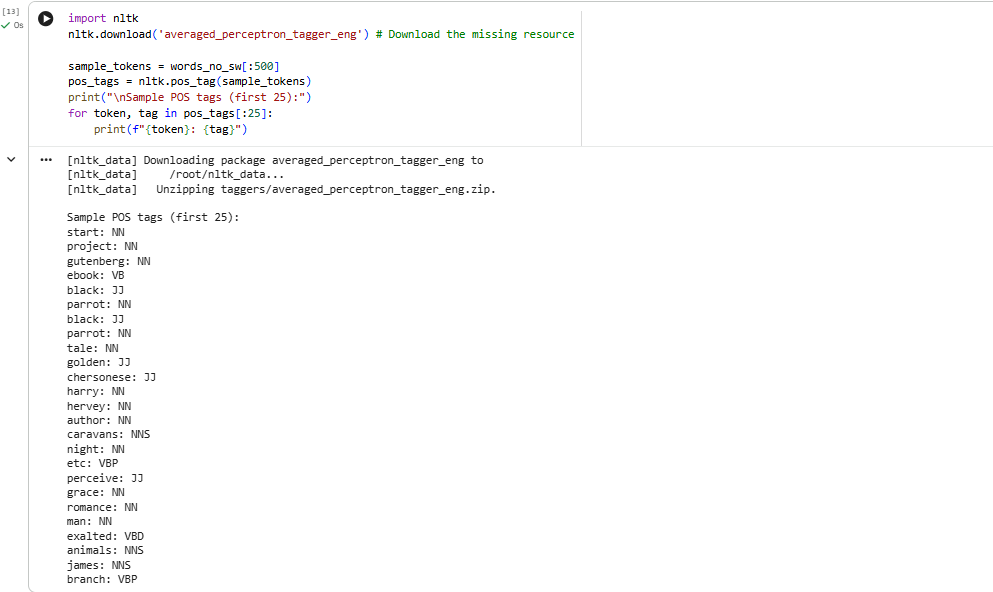 [13]
0s
import nltk
nltk.download('averaged_perceptron_tagger_eng') # Download the missing resource
sample_tokens = words_no_sw[:500]
pos_tags = nltk.pos_tag(sample_tokens)
print("\nSample POS tags (first 25):")
for token, tag in pos_tags[:25]:
    print(f"{token}: {tag}")
[nltk_data] Downloading package averaged_perceptron_tagger_eng to
[nltk_data]     /root/nltk_data...
[nltk_data]   Unzipping taggers/averaged_perceptron_tagger_eng.zip.
Sample POS tags (first 25):
start: NN
project: NN
gutenberg: NN
ebook: VB
black: JJ
parrot: NN
black: JJ
parrot: NN
tale: NN
golden: JJ
chersonese: JJ
harry: NN
hervey: NN
author: NN
caravans: NNS
night: NN
etc: VBP
perceive: JJ
grace: NN
romance: NN
man: NN
exalted: VBD
animals: NNS
james: NNS
branch: VBP